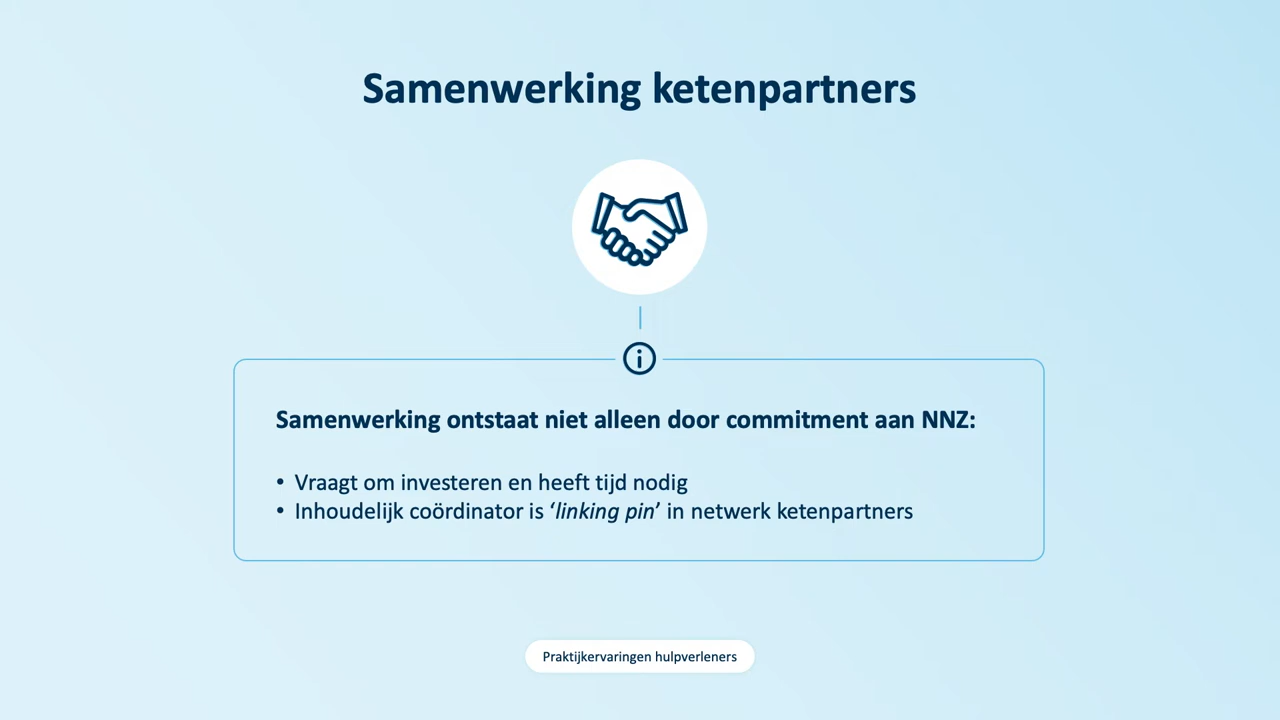 Samenwerking ketenpartners
Samenwerking ontstaat niet alleen door commitment aan NNZ:
• Vraagt om investeren en heeft tijd nodig
• Inhoudelijk coördinator is ‘linking pin’ in netwerk ketenpartners
Praktijkervaringen hulpverleners